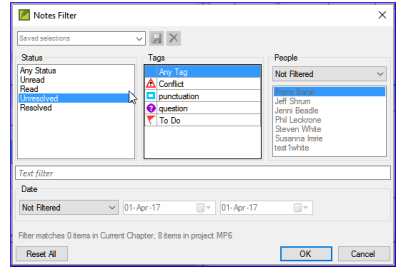 Notes Filter
Saved selections
Status
Any Status
Unread
Read
Unresolved
Resolved
Tags
Any Tag
Conflict
punctuation
question
To Do
People
Not Filtered
Jeff Shrum
Jenni Beadle
Phil Leckrone
Steven White
Susanna Imrie
test1white
Text filter
Date
Not Filtered 01-Apr-17 01-Apr-17
Filter matches 0 items in Current Chapter, 8 items in project MP6
Reset All OK Cancel